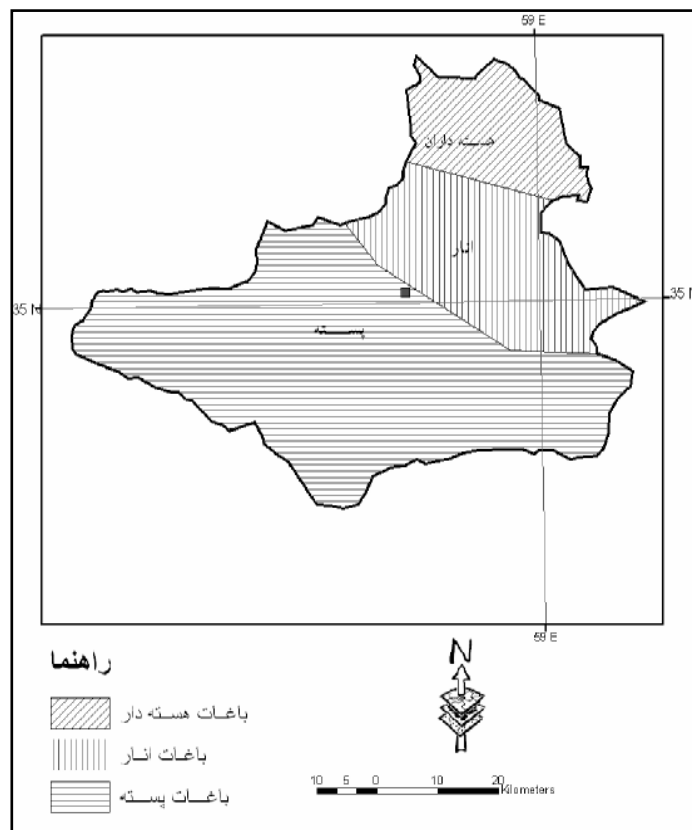 59 E
هسته داران
انار
35 N
35 N
پسته
59 E
راهنما
باغات هسته دار
باغات انار
باغات پسته
N
10 5 0 10 20
Kilometers